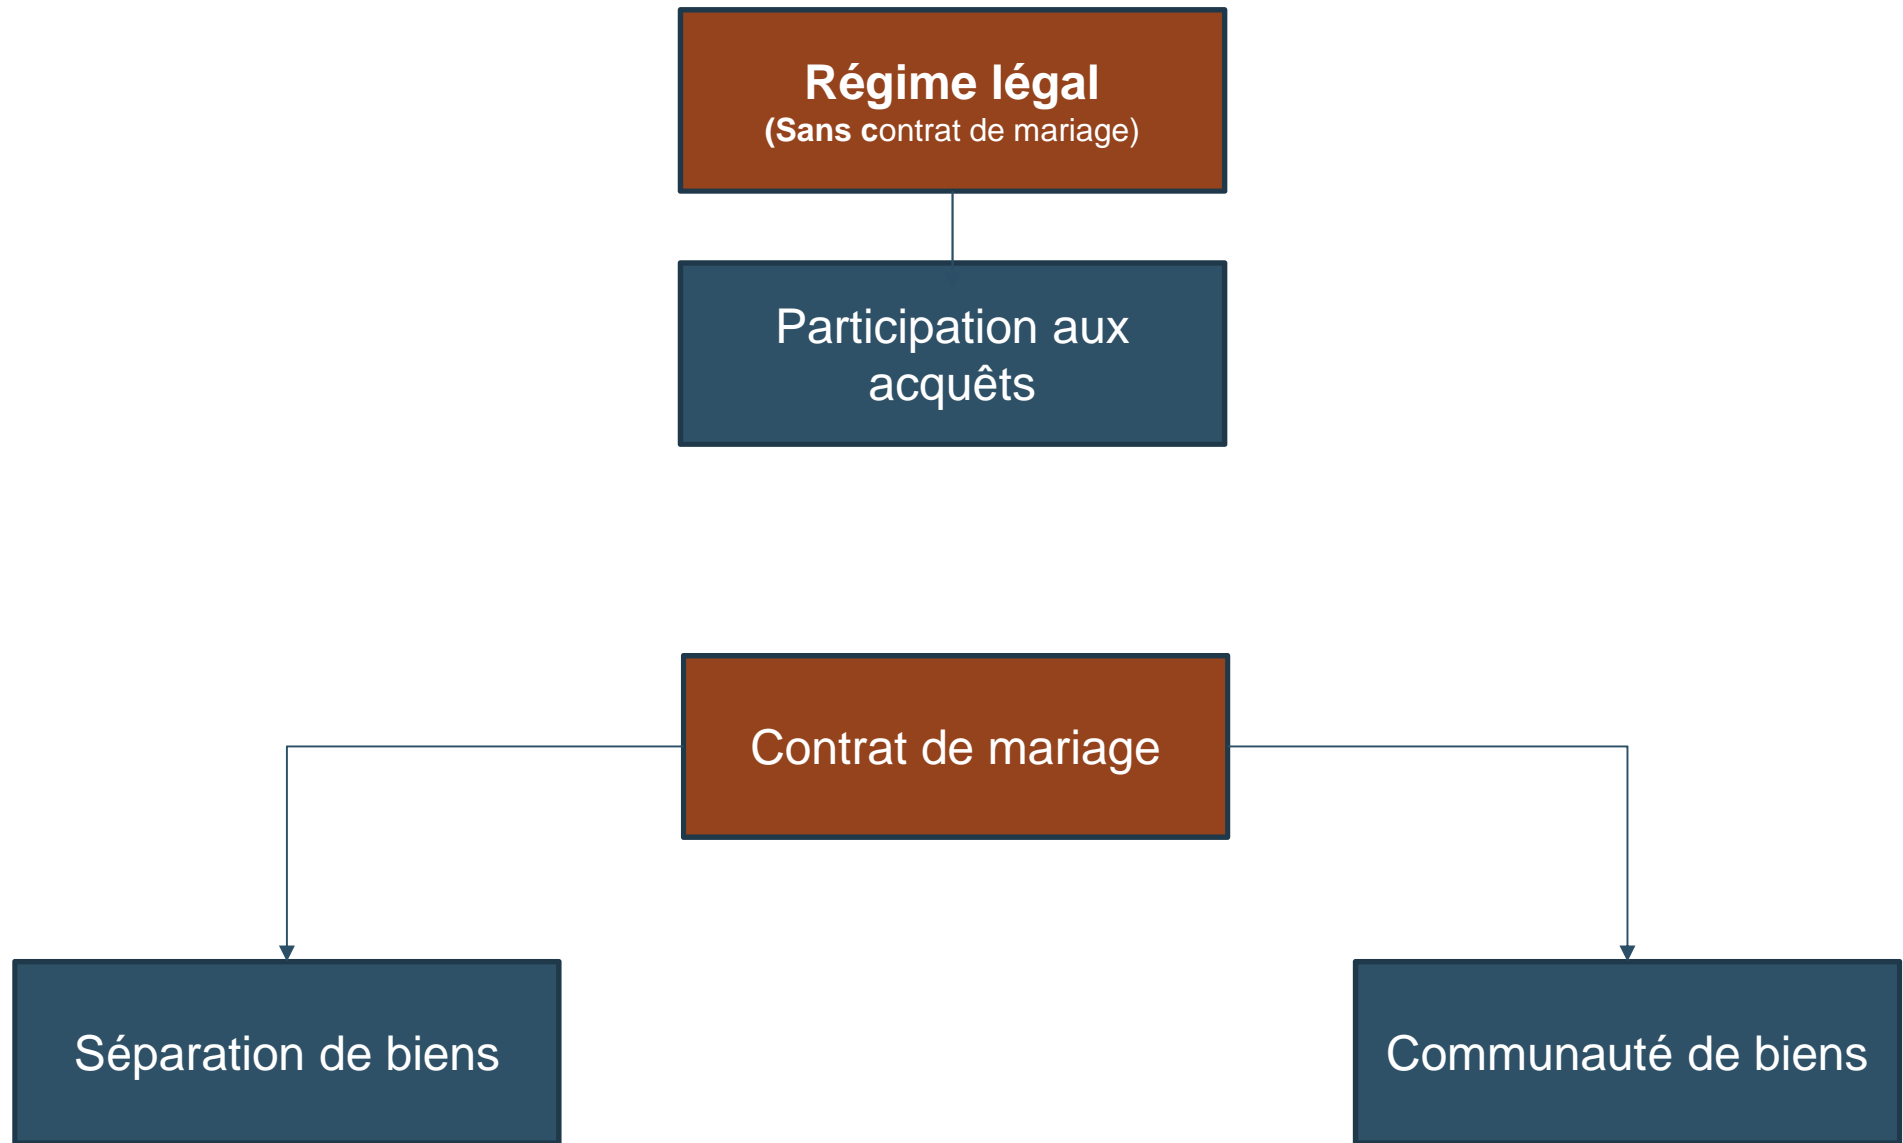 Régime légal
(Sans contrat de mariage)
Participation aux
acquêts
Contrat de mariage
Séparation de biens
Communauté de biens